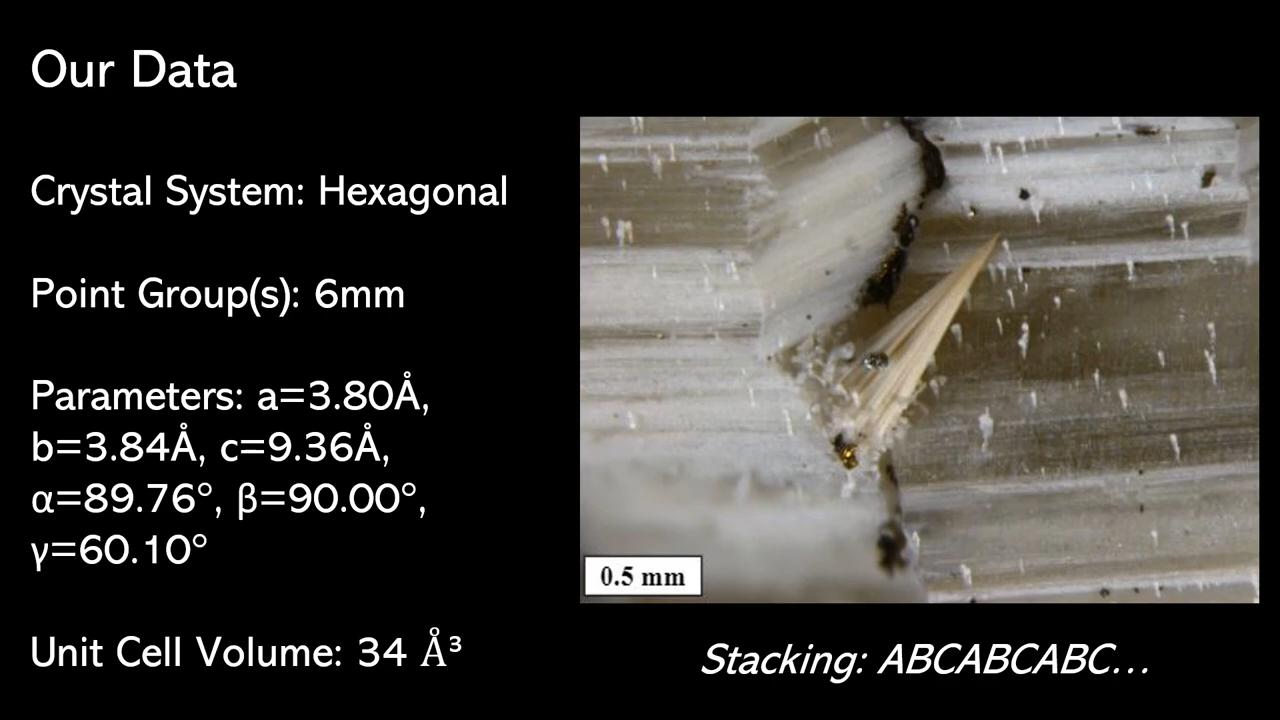 Our Data
Crystal System: Hexagonal
Point Group(s): 6mm
Parameters: a=3.80Å,
b=3.84Å, c=9.36Å,
α=89.76°, β=90.00°,
γ=60.10°
Unit Cell Volume: 34 Å³
0.5 mm
Stacking: ABCABCABC...